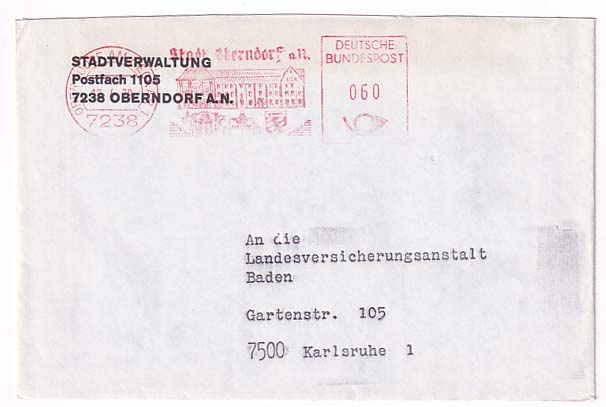 Stadt Oberndorf a.N.
DEUTSCHE
BUNDESPOST
060
STADTVERWALTUNG
Postfach 1105
7238 OBERNDORF A.N.
7238
An die
Landesversicherungsanstalt
Baden
Gartenstr. 105
7500 Karlsruhe 1